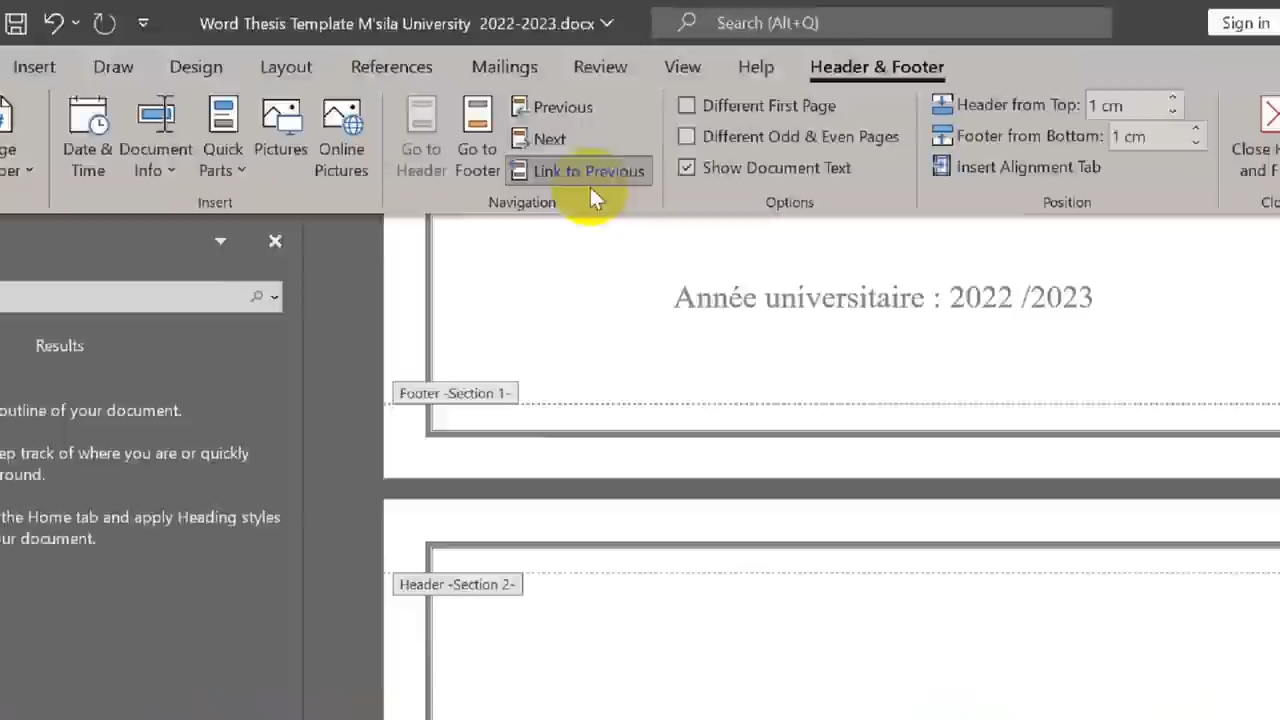 Word Thesis Template M'sila University 2022-2023.docx
Search (Alt+Q)
Sign in
Insert Draw Design Layout References Mailings Review View Help Header & Footer
Date & Time
Document Info
Quick Parts
Pictures
Online Pictures
Insert
Go to Header
Go to Footer
Previous
Next
Link to Previous
Navigation
Different First Page
Different Odd & Even Pages
Show Document Text
Options
Header from Top: 1 cm
Footer from Bottom: 1 cm
Insert Alignment Tab
Position
Close
and F
Results
outline of your document.
ep track of where you are or quickly
round.
the Home tab and apply Heading styles
ur document.
Année universitaire : 2022 /2023
Footer -Section 1-
Header -Section 2-